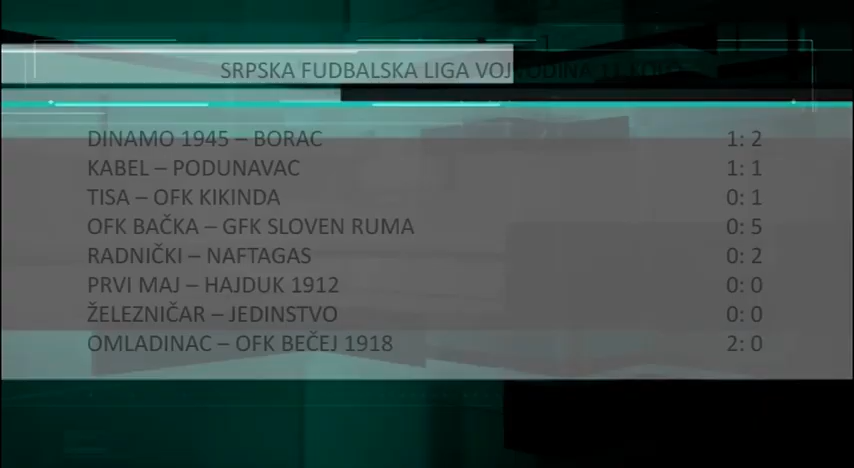 SRPSKA FUDBALSKA LIGA VOJVODINA
DINAMO 1945 – BORAC 1: 2
KABEL – PODUNAVAC 1: 1
TISA – OFK KIKINDA 0: 1
OFK BAČKA – GFK SLOVEN RUMA 0: 5
RADNIČKI – NAFTAGAS 0: 2
PRVI MAJ – HAJDUK 1912 0: 0
ŽELEZNIČAR – JEDINSTVO 0: 0
OMLADINAC – OFK BEČEJ 1918 2: 0